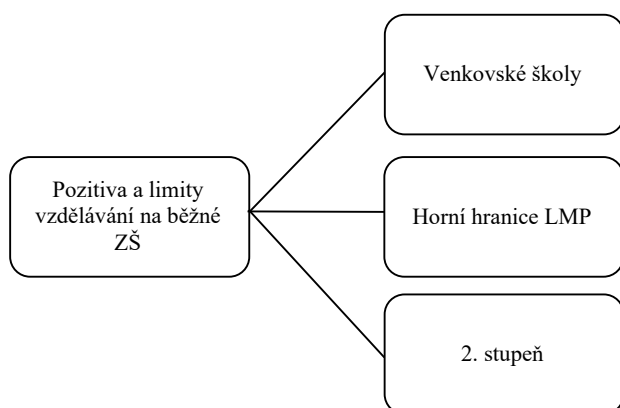 Venkovské školy
Pozitiva a limity
vzdělávání na běžné
ZŠ
Horní hranice LMP
2. stupeň